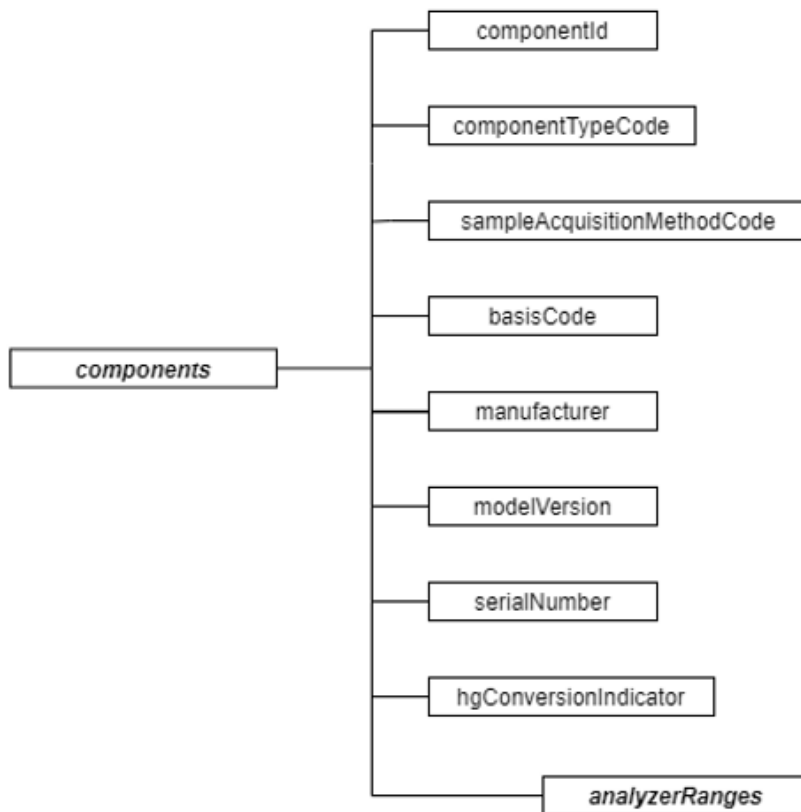 componentId
componentTypeCode
sampleAcquisitionMethodCode
basisCode
components
manufacturer
modelVersion
serialNumber
hgConversionIndicator
analyzerRanges